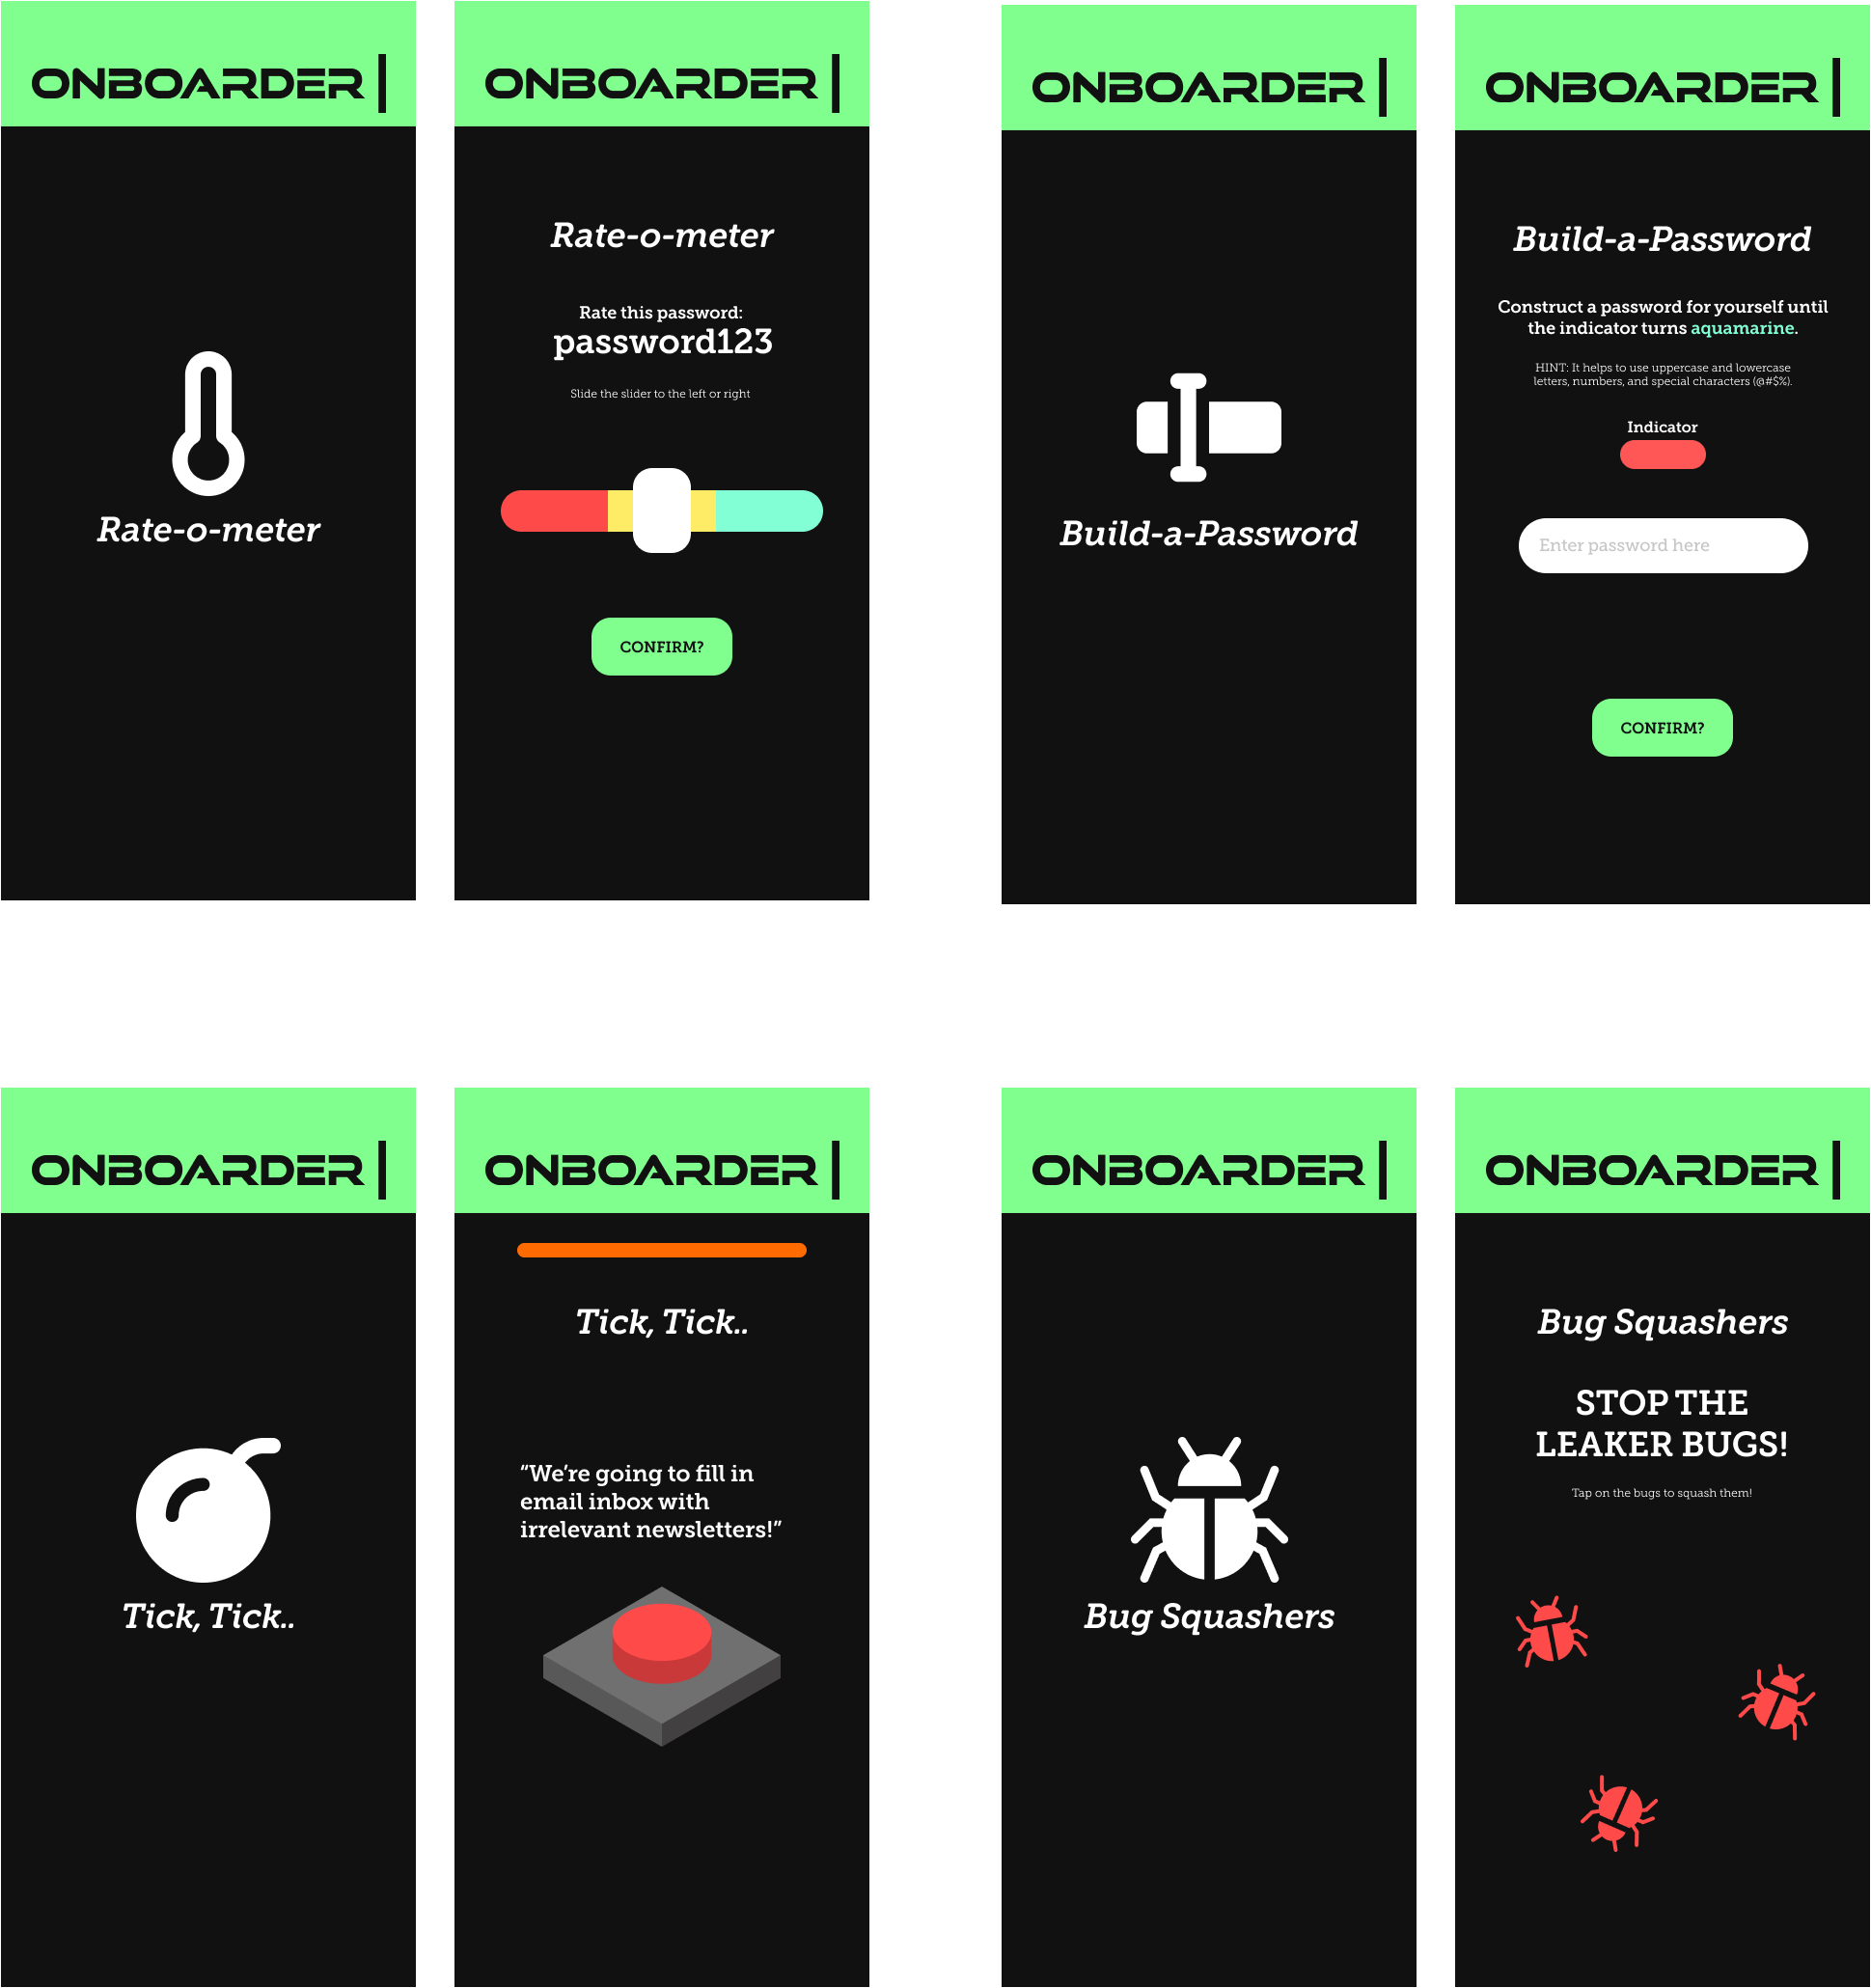 ONBOARDER|
Rate-o-meter
ONBOARDER|
Rate-o-meter
Rate this password:
password123
Slide the slider to the left or right
CONFIRM?
ONBOARDER|
Build-a-Password
ONBOARDER|
Build-a-Password
Construct a password for yourself until
the indicator turns aquamarine.
HINT: It helps to use uppercase and lowercase
letters, numbers, and special characters (@#$%).
Indicator
Enter password here
CONFIRM?
ONBOARDER|
Tick, Tick..
ONBOARDER|
Tick, Tick..
“We’re going to fill in
email inbox with
irrelevant newsletters!”
ONBOARDER|
Bug Squashers
ONBOARDER|
Bug Squashers
STOP THE
LEAKER BUGS!
Tap on the bugs to squash them!